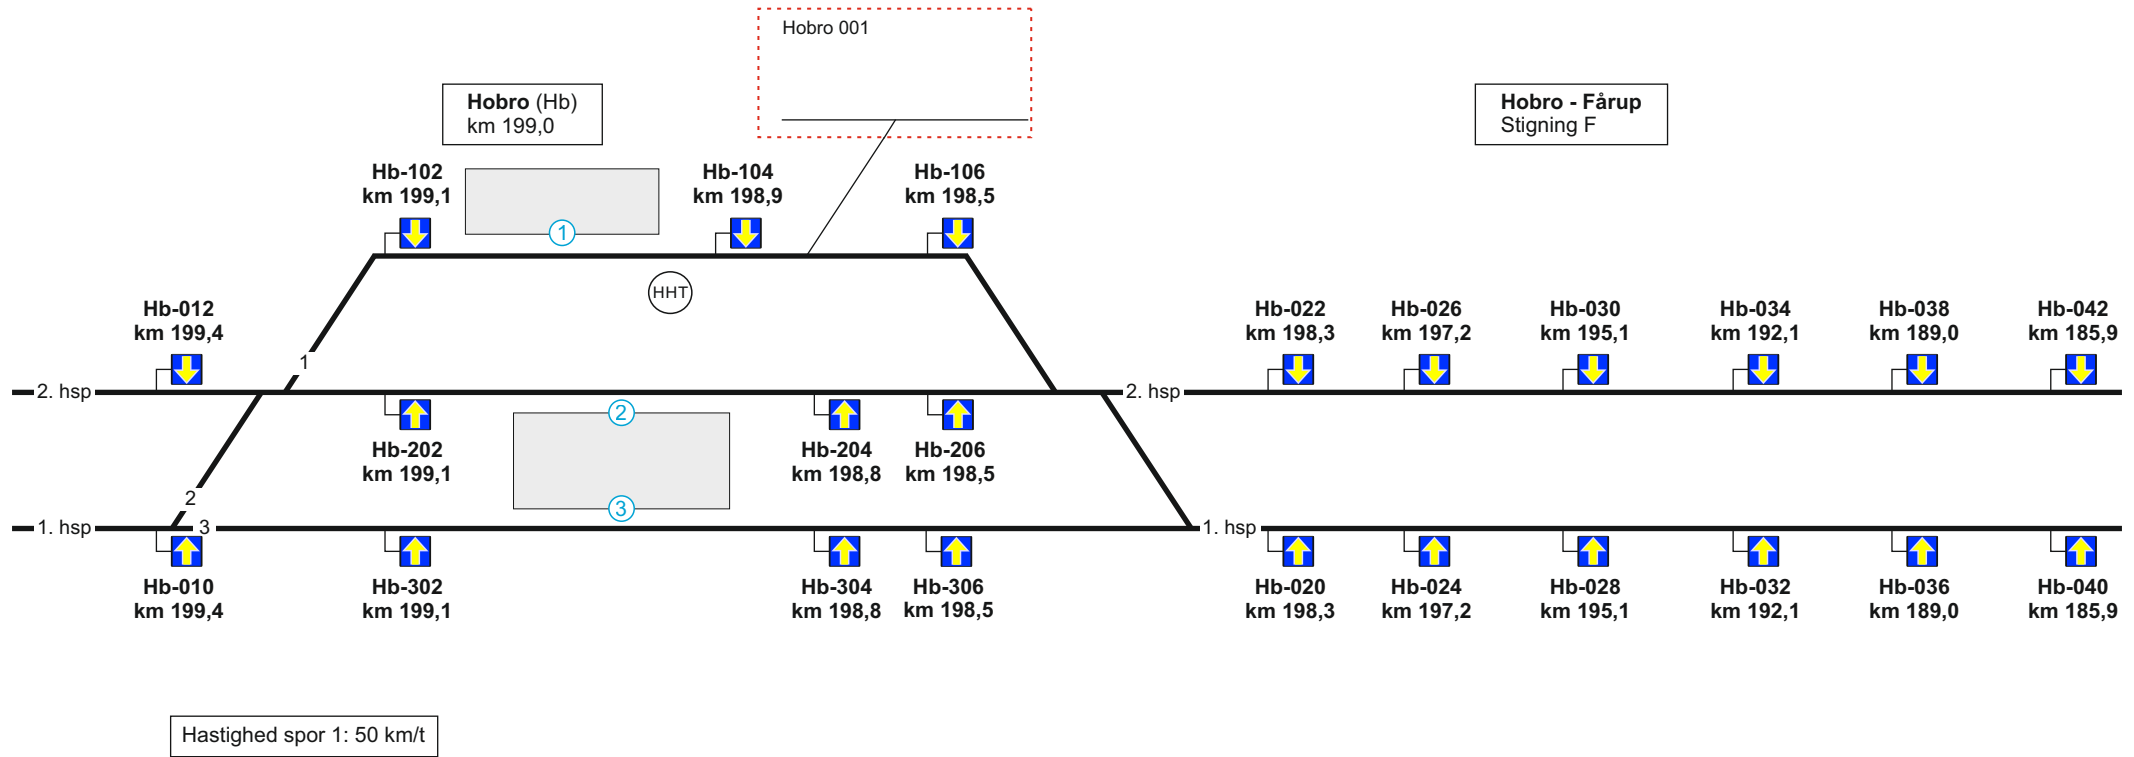 Hobro 001
Hobro (Hb)
km 199,0
Hobro - Fårup
Stigning F
Hb-102
km 199,1
Hb-104
km 198,9
Hb-106
km 198,5
1
HHT
Hb-012
km 199,4
Hb-022
km 198,3
Hb-026
km 197,2
Hb-030
km 195,1
Hb-034
km 192,1
Hb-038
km 189,0
Hb-042
km 185,9
1
2. hsp
2. hsp
2
Hb-202
km 199,1
Hb-204
km 198,8
Hb-206
km 198,5
2
3
1. hsp
3
1. hsp
Hb-010
km 199,4
Hb-302
km 199,1
Hb-304
km 198,8
Hb-306
km 198,5
Hb-020
km 198,3
Hb-024
km 197,2
Hb-028
km 195,1
Hb-032
km 192,1
Hb-036
km 189,0
Hb-040
km 185,9
Hastighed spor 1: 50 km/t